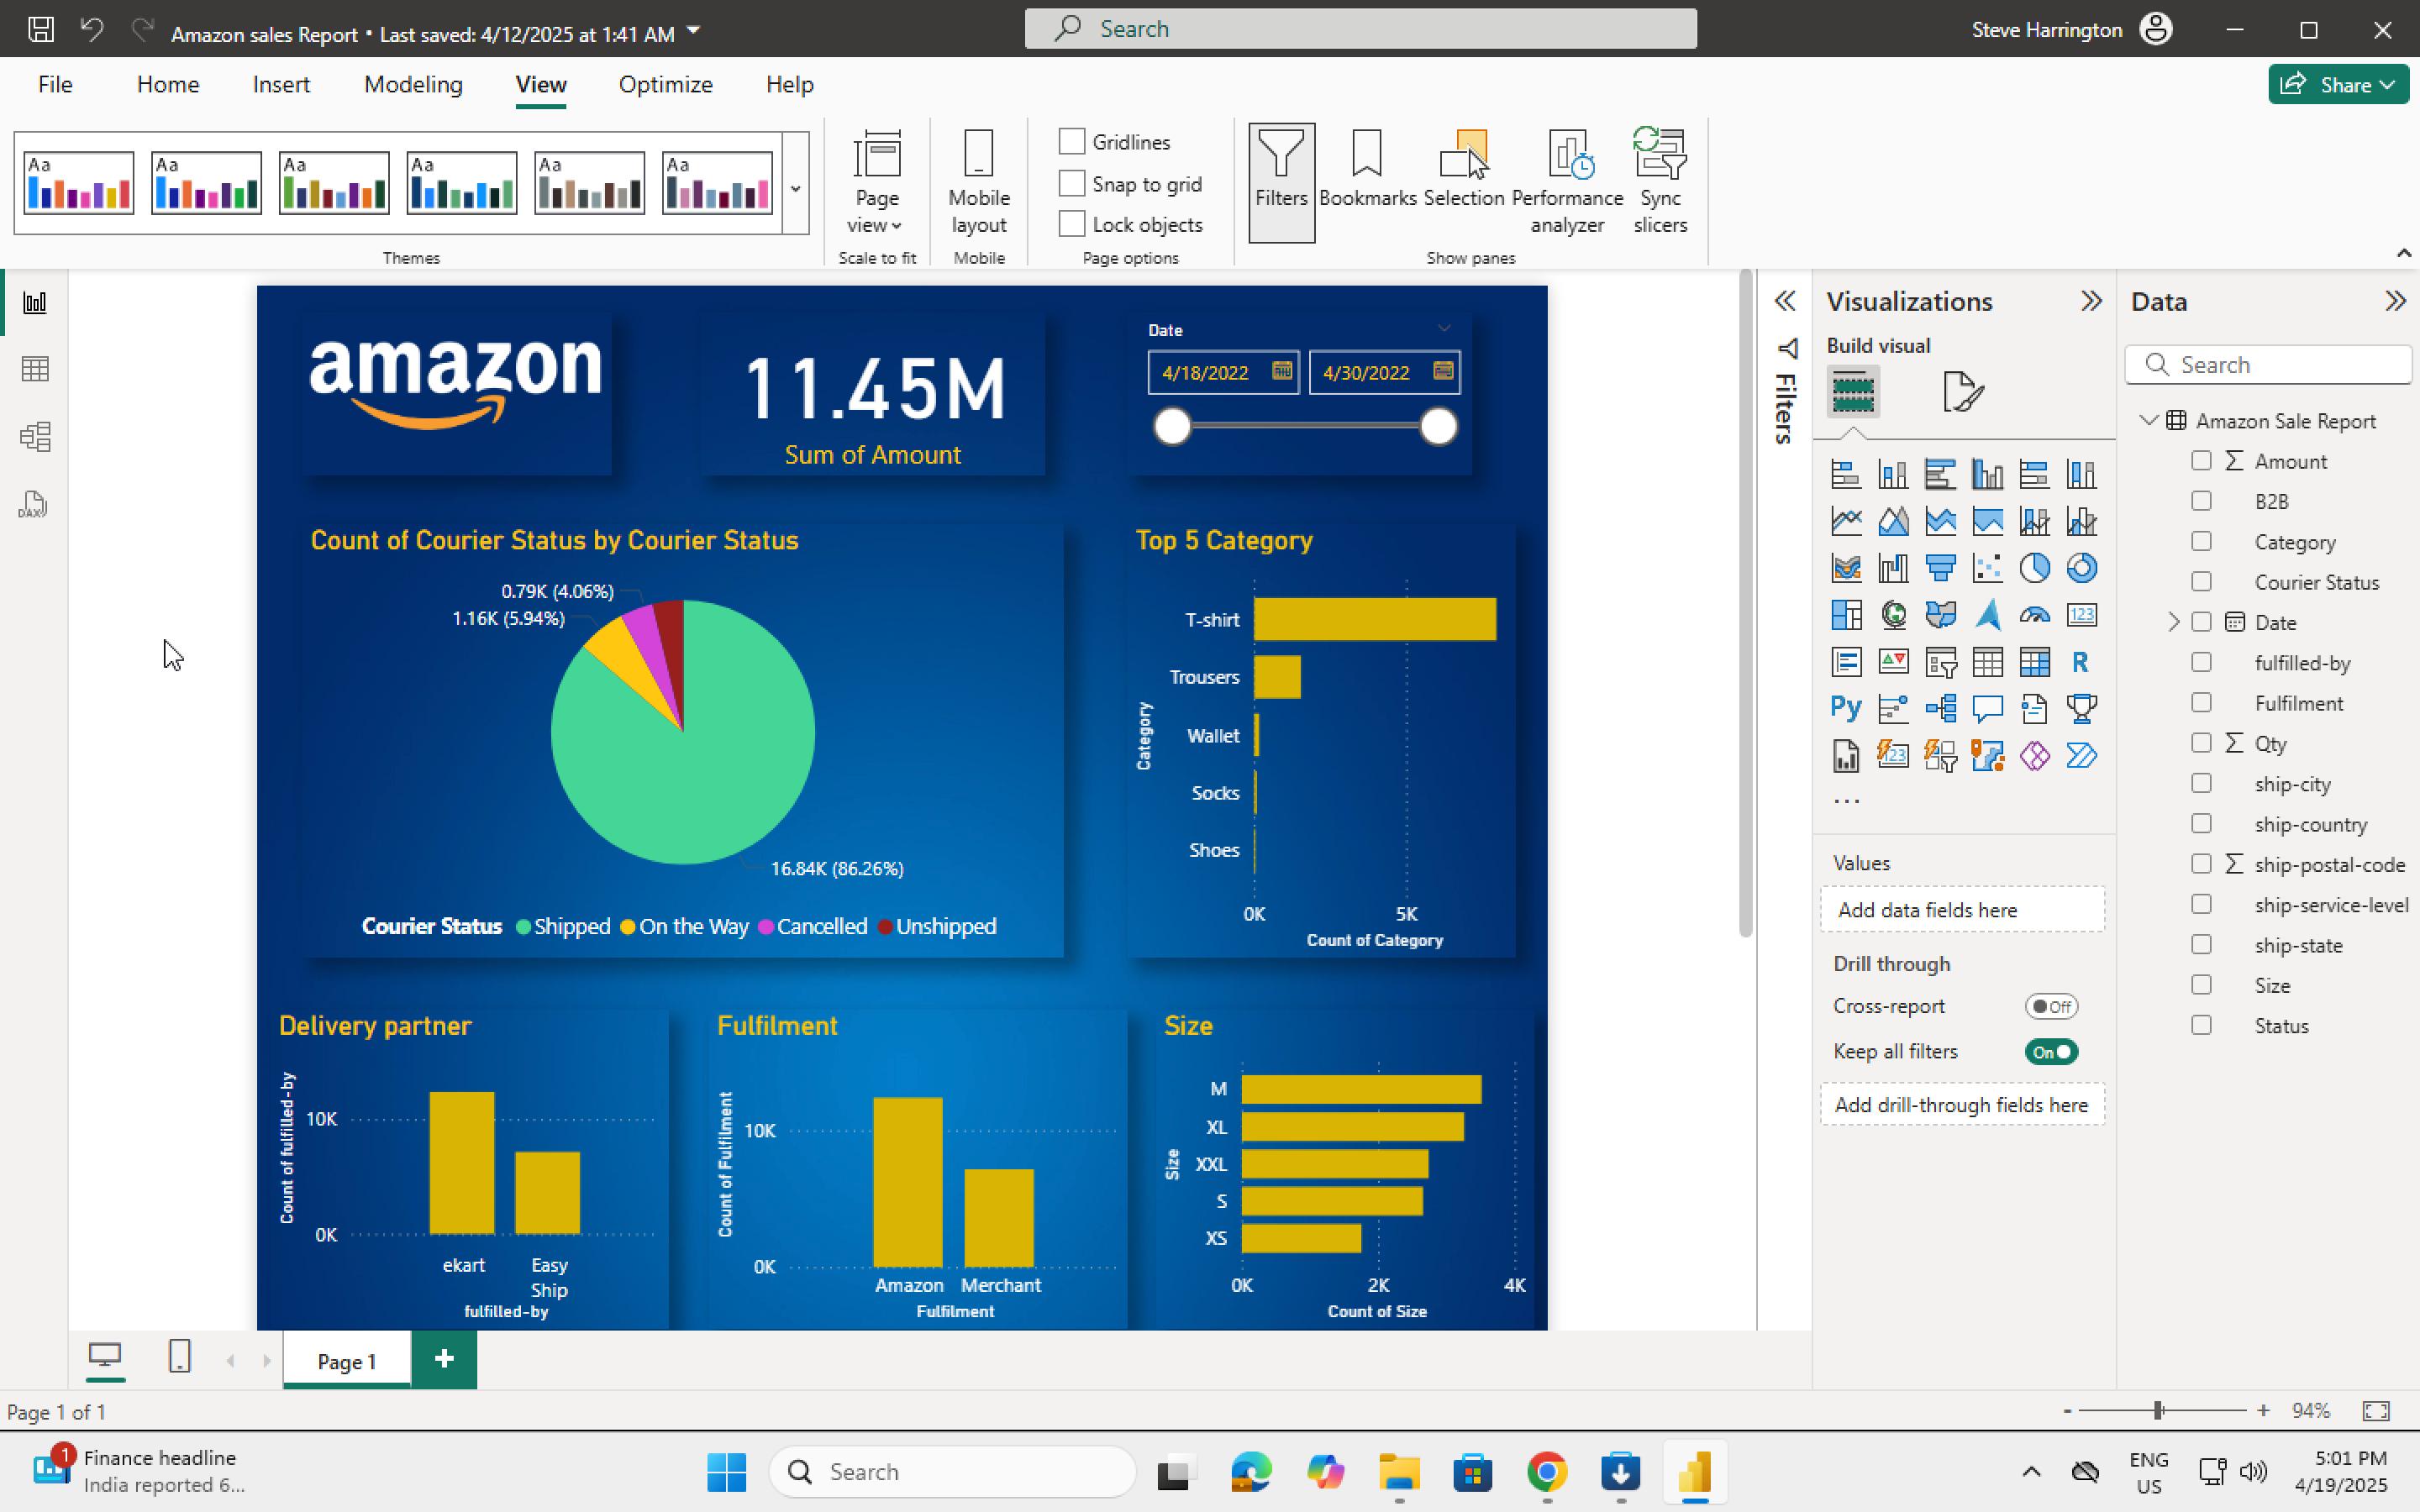 Amazon sales Report • Last saved: 4/12/2025 at 1:41 AM
Search
Steve Harrington
File Home Insert Modeling View Optimize Help
Share
Aa Aa Aa Aa Aa Aa
Themes
Page view
Scale to fit
Mobile layout
Mobile
Gridlines
Snap to grid
Lock objects
Page options
Filters
Bookmarks
Selection
Performance analyzer
Sync slicers
Show panes
DAX
amazon
11.45M
Sum of Amount
Date
4/18/2022 4/30/2022
Count of Courier Status by Courier Status
0.79K (4.06%)
1.16K (5.94%)
16.84K (86.26%)
Courier Status Shipped On the Way Cancelled Unshipped
Top 5 Category
Category
T-shirt
Trousers
Wallet
Socks
Shoes
0K 5K
Count of Category
Delivery partner
Count of fulfilled-by
10K
0K
ekart Easy Ship
fulfilled-by
Fulfilment
Count of Fulfilment
10K
0K
Amazon Merchant
Fulfilment
Size
Size
M
XL
XXL
S
XS
0K 2K 4K
Count of Size
Filters
Visualizations
Build visual
123
R
Py
123
...
Values
Add data fields here
Drill through
Cross-report Off
Keep all filters On
Add drill-through fields here
Data
Search
Amazon Sale Report
Σ Amount
B2B
Category
Courier Status
Date
fulfilled-by
Fulfilment
Σ Qty
ship-city
ship-country
Σ ship-postal-code
ship-service-level
ship-state
Size
Status
Page 1
+
Page 1 of 1
- + 94%
1
Finance headline
India reported 6...
Search
ENG
US
5:01 PM
4/19/2025